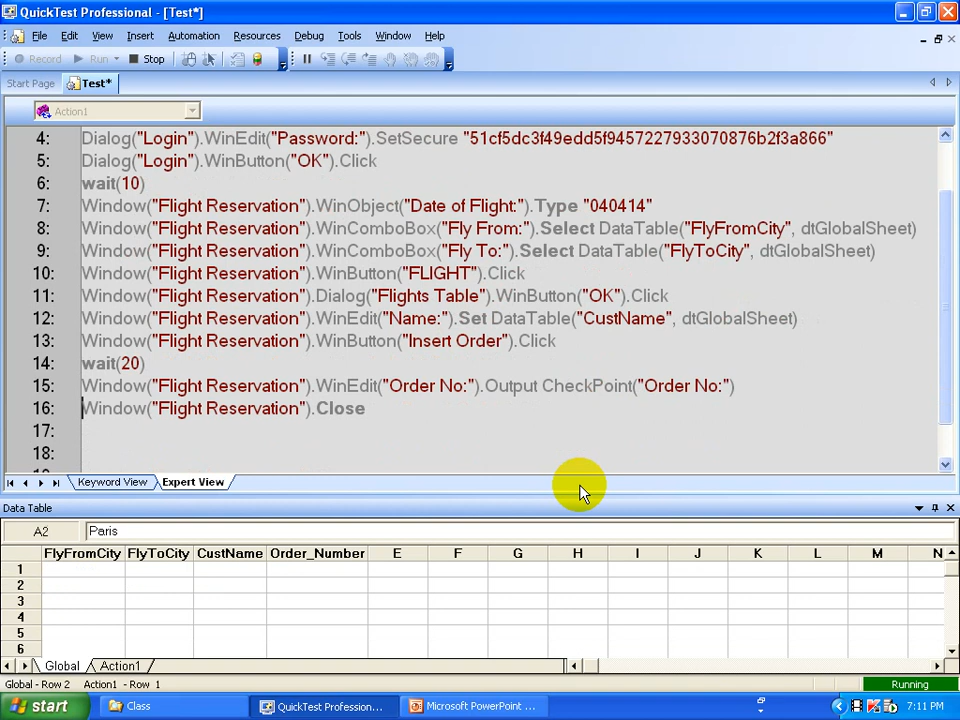 QuickTest Professional - [Test*]
File Edit View Insert Automation Resources Debug Tools Window Help
Record Run Stop
Start Page Test*
Action1
4: Dialog("Login").WinEdit("Password:").SetSecure "51cf5dc3f49edd5f9457227933070876b2f3a866"
5: Dialog("Login").WinButton("OK").Click
6: wait(10)
7: Window("Flight Reservation").WinObject("Date of Flight:").Type "040414"
8: Window("Flight Reservation").WinComboBox("Fly From:").Select DataTable("FlyFromCity", dtGlobalSheet)
9: Window("Flight Reservation").WinComboBox("Fly To:").Select DataTable("FlyToCity", dtGlobalSheet)
10: Window("Flight Reservation").WinButton("FLIGHT").Click
11: Window("Flight Reservation").Dialog("Flights Table").WinButton("OK").Click
12: Window("Flight Reservation").WinEdit("Name:").Set DataTable("CustName", dtGlobalSheet)
13: Window("Flight Reservation").WinButton("Insert Order").Click
14: wait(20)
15: Window("Flight Reservation").WinEdit("Order No:").Output CheckPoint("Order No:")
16: Window("Flight Reservation").Close
17:
18:
Keyword View Expert View
Data Table
A2 Paris
FlyFromCity FlyToCity CustName Order_Number E F G H I J K L M N
1
2
3
4
5
6
Global Action1
Global - Row 2 Action1 - Row 1 Running
start Class QuickTest Profession... Microsoft PowerPoint ... 7:11 PM